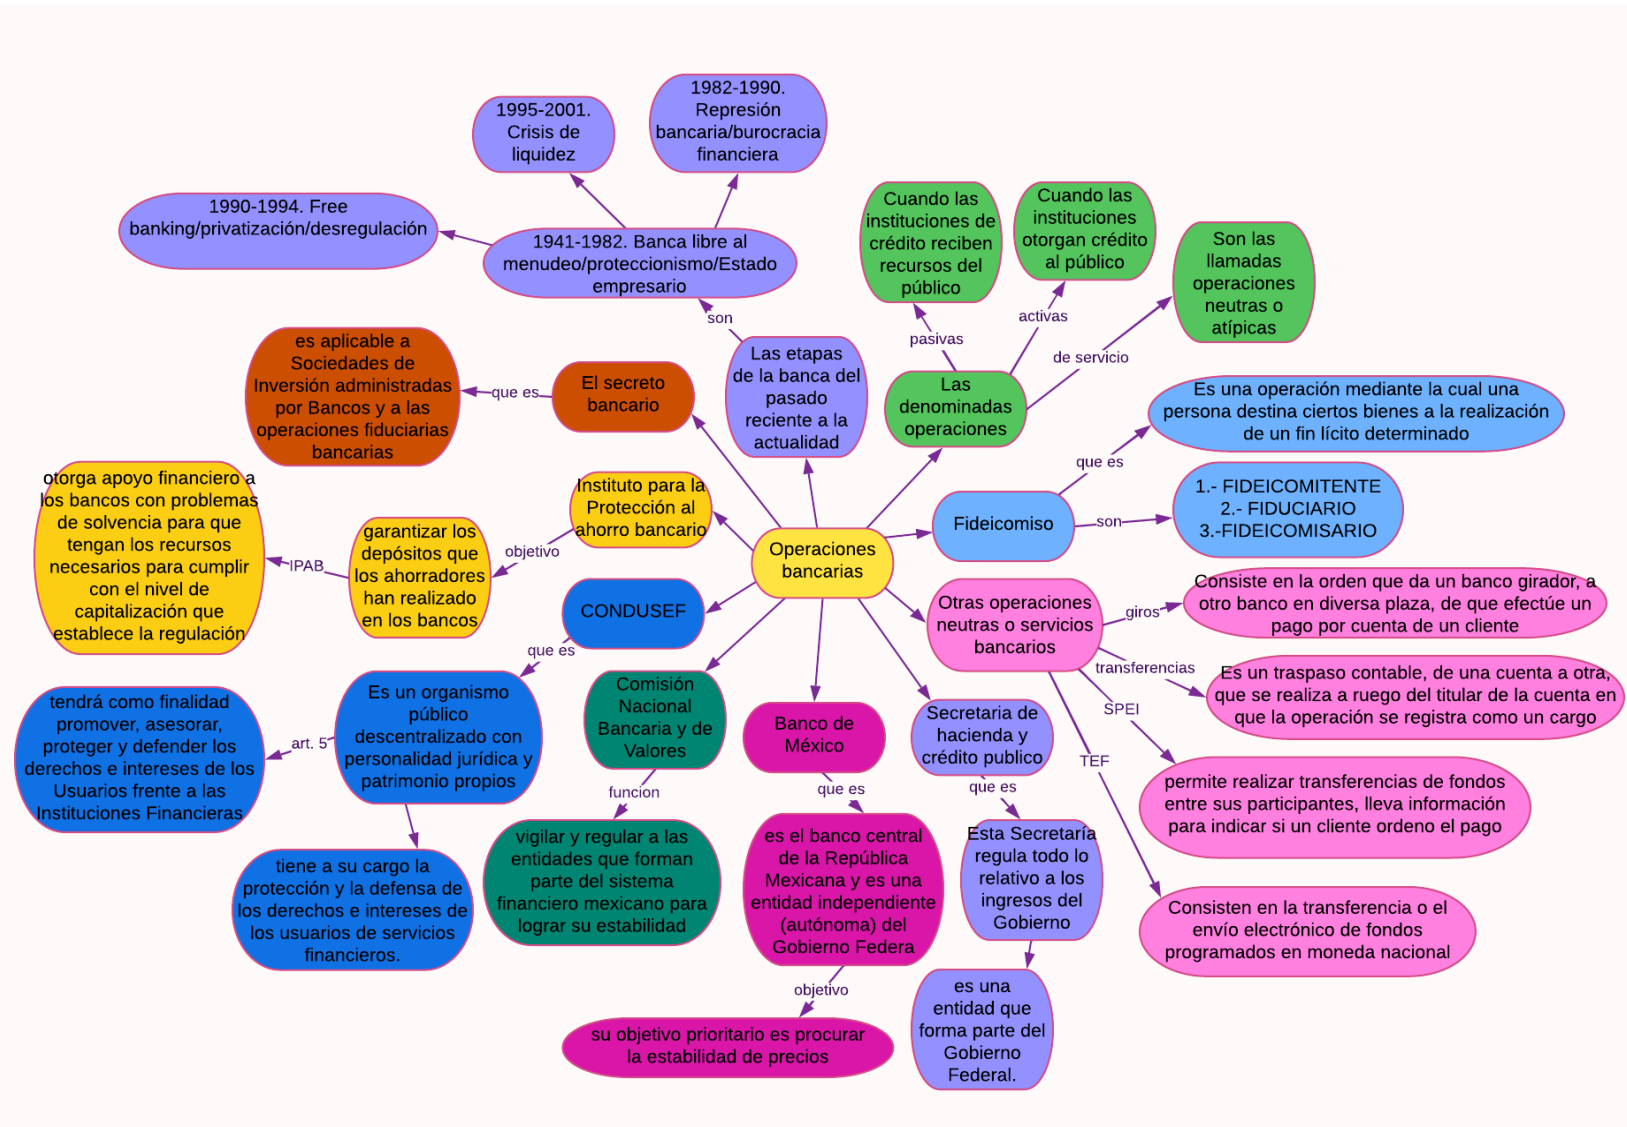 1982-1990.
Represión
bancaria/burocracia
financiera
1995-2001.
Crisis de
liquidez
1990-1994. Free
banking/privatización/desregulación
1941-1982. Banca libre al
menudeo/proteccionismo/Estado
empresario
son
Las etapas
de la banca del
pasado
reciente a la
actualidad
Cuando las
instituciones de
crédito reciben
recursos del
público
Cuando las
instituciones
otorgan crédito
al público
Son las
llamadas
operaciones
neutras o
atípicas
pasivas
activas
de servicio
Las
denominadas
operaciones
es aplicable a
Sociedades de
Inversión administradas
por Bancos y a las
operaciones fiduciarias
bancarias
que es
El secreto
bancario
Es una operación mediante la cual una
persona destina ciertos bienes a la realización
de un fin lícito determinado
que es
1.- FIDEICOMITENTE
2.- FIDUCIARIO
3.-FIDEICOMISARIO
son
Fideicomiso
otorga apoyo financiero a
los bancos con problemas
de solvencia para que
tengan los recursos
necesarios para cumplir
con el nivel de
capitalización que
establece la regulación
IPAB
garantizar los
depósitos que
los ahorradores
han realizado
en los bancos
objetivo
Instituto para la
Protección al
ahorro bancario
Operaciones
bancarias
CONDUSEF
que es
Es un organismo
público
descentralizado con
personalidad jurídica y
patrimonio propios
art. 5
tendrá como finalidad
promover, asesorar,
proteger y defender los
derechos e intereses de los
Usuarios frente a las
Instituciones Financieras
tiene a su cargo la
protección y la defensa de
los derechos e intereses de
los usuarios de servicios
financieros.
Comisión
Nacional
Bancaria y de
Valores
funcion
vigilar y regular a las
entidades que forman
parte del sistema
financiero mexicano para
lograr su estabilidad
Banco de
México
que es
es el banco central
de la República
Mexicana y es una
entidad independiente
(autónoma) del
Gobierno Federa
objetivo
su objetivo prioritario es procurar
la estabilidad de precios
Secretaria de
hacienda y
crédito publico
que es
Esta Secretaría
regula todo lo
relativo a los
ingresos del
Gobierno
es una
entidad que
forma parte del
Gobierno
Federal.
Otras operaciones
neutras o servicios
bancarios
giros
Consiste en la orden que da un banco girador, a
otro banco en diversa plaza, de que efectúe un
pago por cuenta de un cliente
transferencias
Es un traspaso contable, de una cuenta a otra,
que se realiza a ruego del titular de la cuenta en
que la operación se registra como un cargo
SPEI
permite realizar transferencias de fondos
entre sus participantes, lleva información
para indicar si un cliente ordeno el pago
TEF
Consisten en la transferencia o el
envío electrónico de fondos
programados en moneda nacional